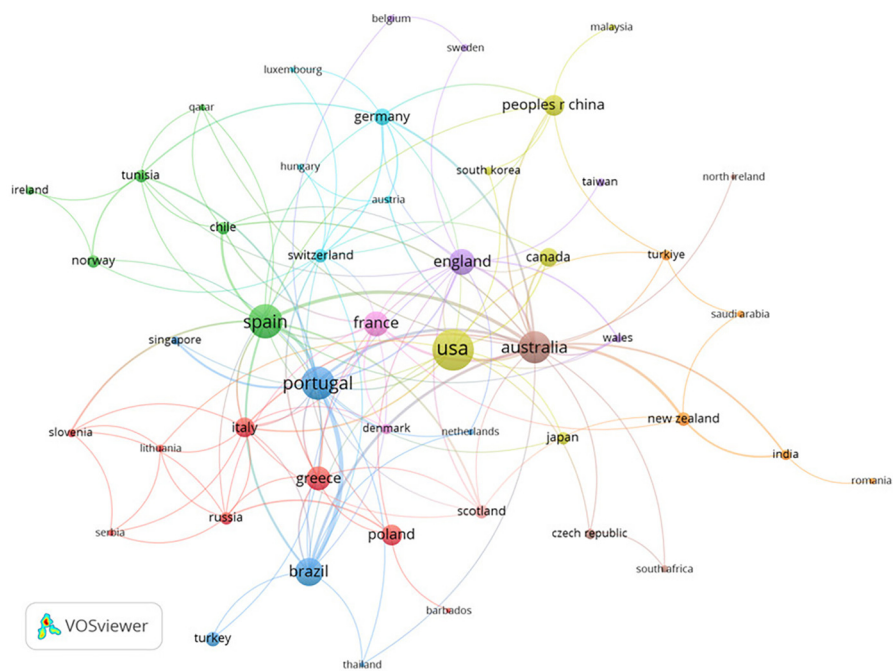 belgium
malaysia
sweden
luxembourg
qatar
peoples r china
germany
hungary
south korea
tunisia
taiwan
north ireland
ireland
austria
chile
norway
switzerland
england
canada
turkiye
spain
france
saudi arabia
singapore
usa
australia
wales
portugal
slovenia
italy
denmark
netherlands
japan
new zealand
lithuania
india
greece
romania
serbia
russia
scotland
poland
czech republic
brazil
south africa
barbados
VOSviewer
turkey
thailand